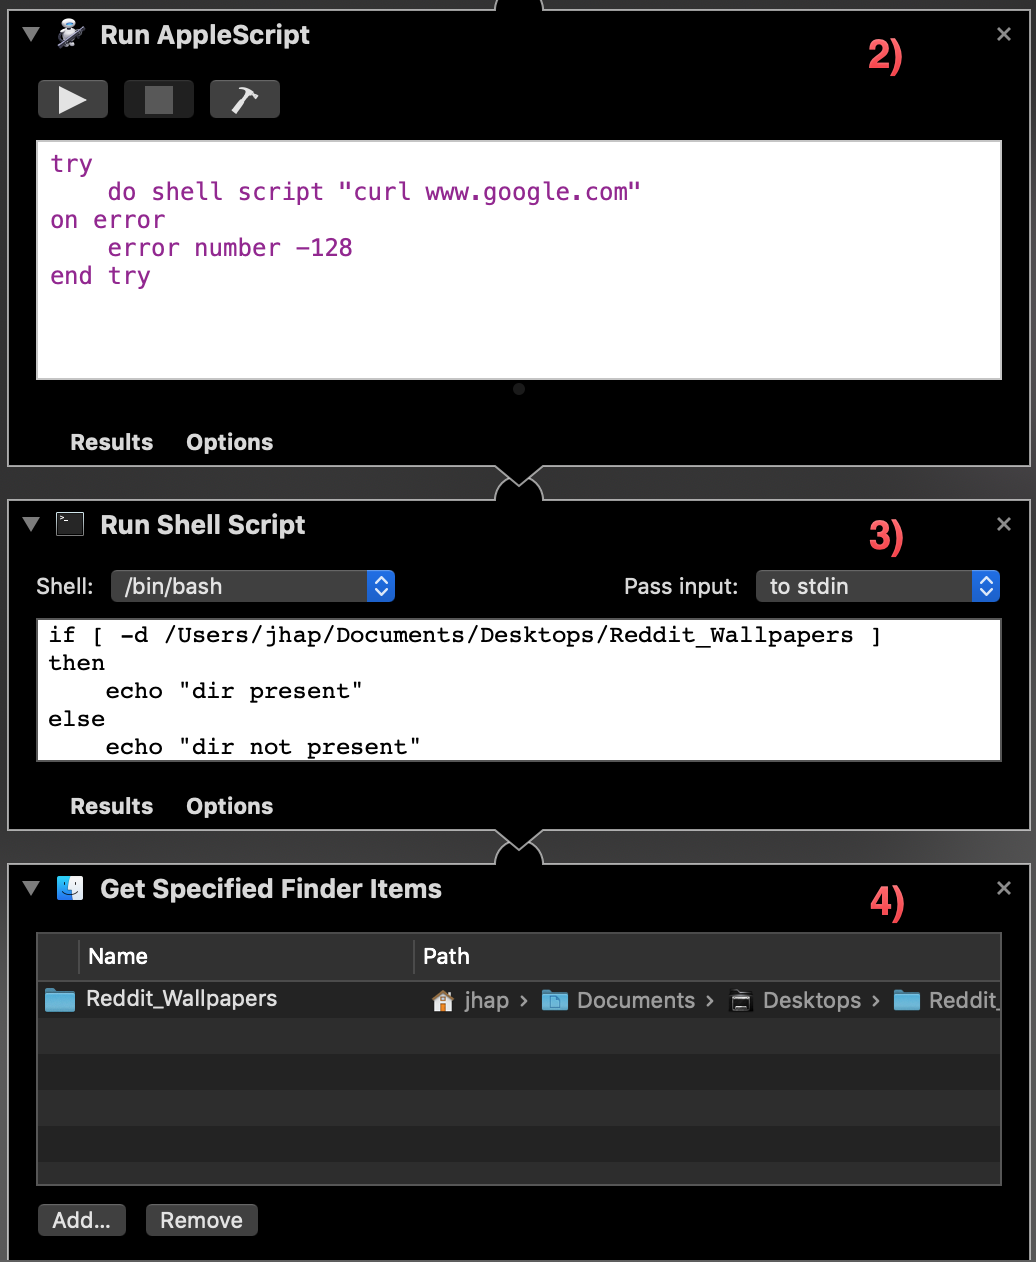 Run AppleScript
2)
try
do shell script "curl www.google.com"
on error
error number -128
end try
Results Options
Run Shell Script
3)
Shell: /bin/bash Pass input: to stdin
if [ -d /Users/jhap/Documents/Desktops/Reddit_Wallpapers ]
then
echo "dir present"
else
echo "dir not present"
Results Options
Get Specified Finder Items
4)
Name Path
Reddit_Wallpapers jhap › Documents › Desktops › Reddit_
Add... Remove